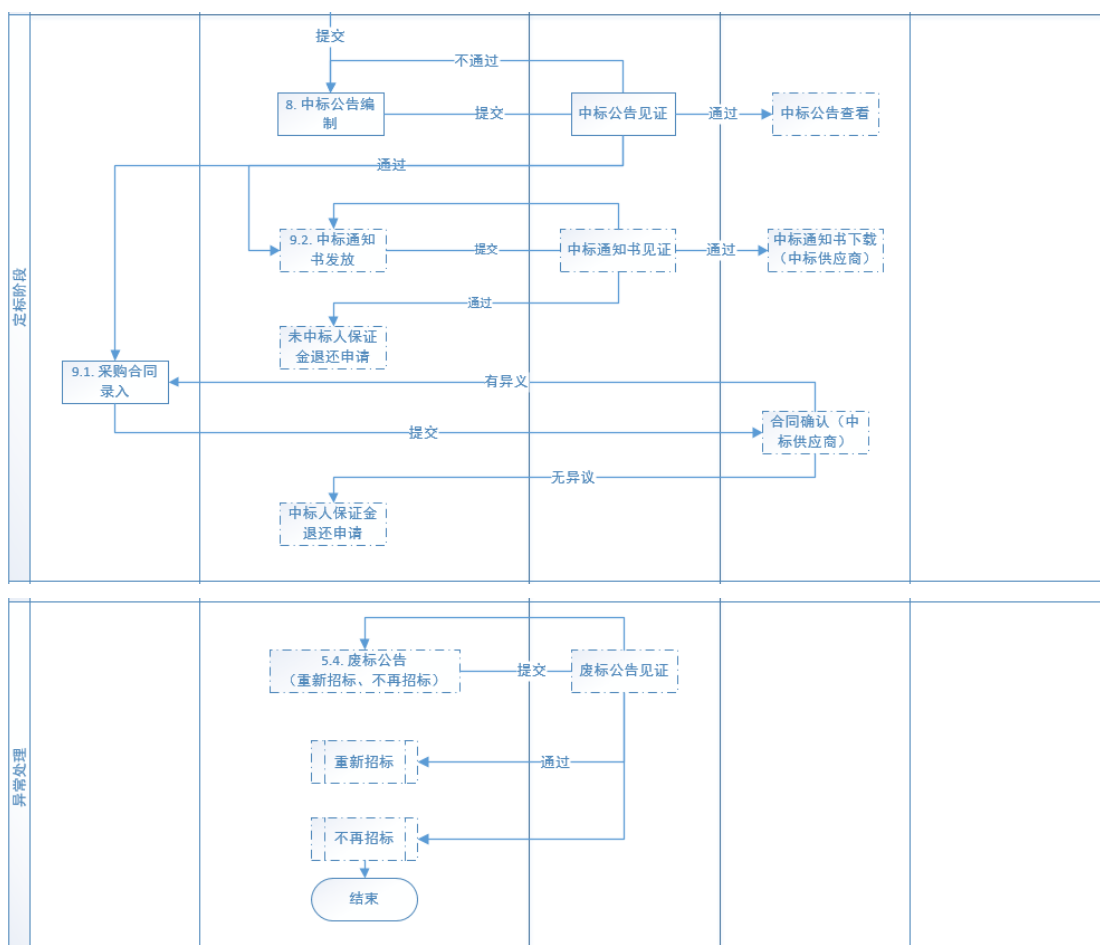 提交
不通过
8. 中标公告编
制
提交
中标公告见证
通过
中标公告查看
通过
9.2. 中标通知
书发放
提交
中标通知书见证
通过
中标通知书下载
（中标供应商）
定标阶段
通过
未中标人保证
金退还申请
9.1. 采购合同
录入
有异义
提交
合同确认（中
标供应商）
无异议
中标人保证金
退还申请
5.4. 废标公告
（重新招标、不再招标）
提交
废标公告见证
异常处理
重新招标
通过
不再招标
结束